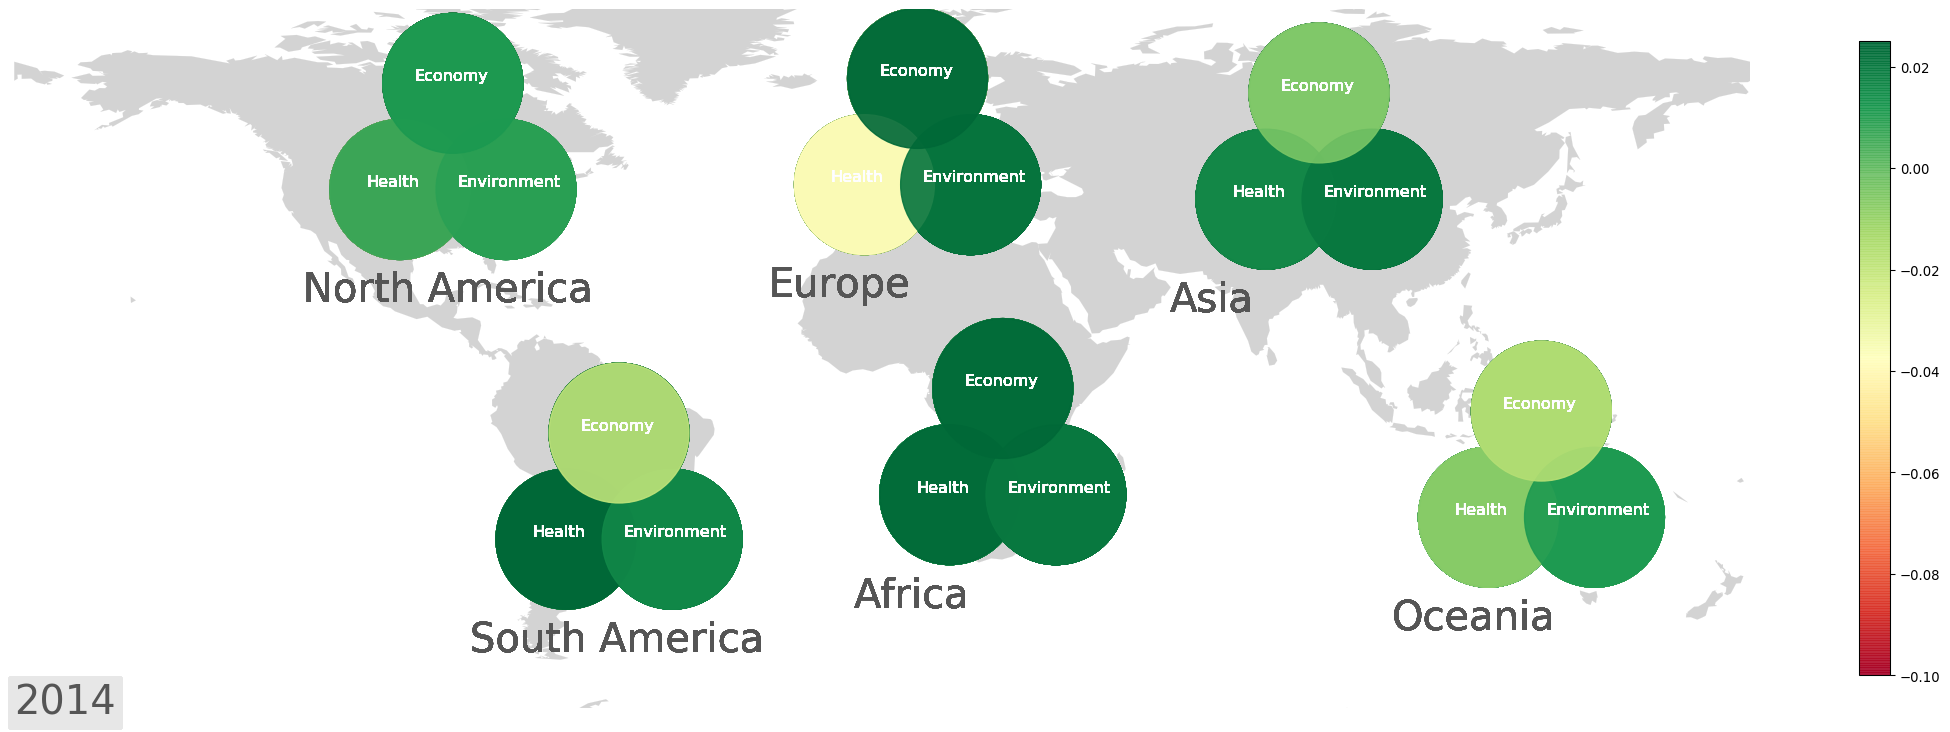 Economy
Health
Environment
North America
Economy
Health
Environment
Europe
Economy
Health
Environment
Asia
Economy
Health
Environment
South America
Economy
Health
Environment
Africa
Economy
Health
Environment
Oceania
2014
0.02
0.00
−0.02
−0.04
−0.06
−0.08
−0.10